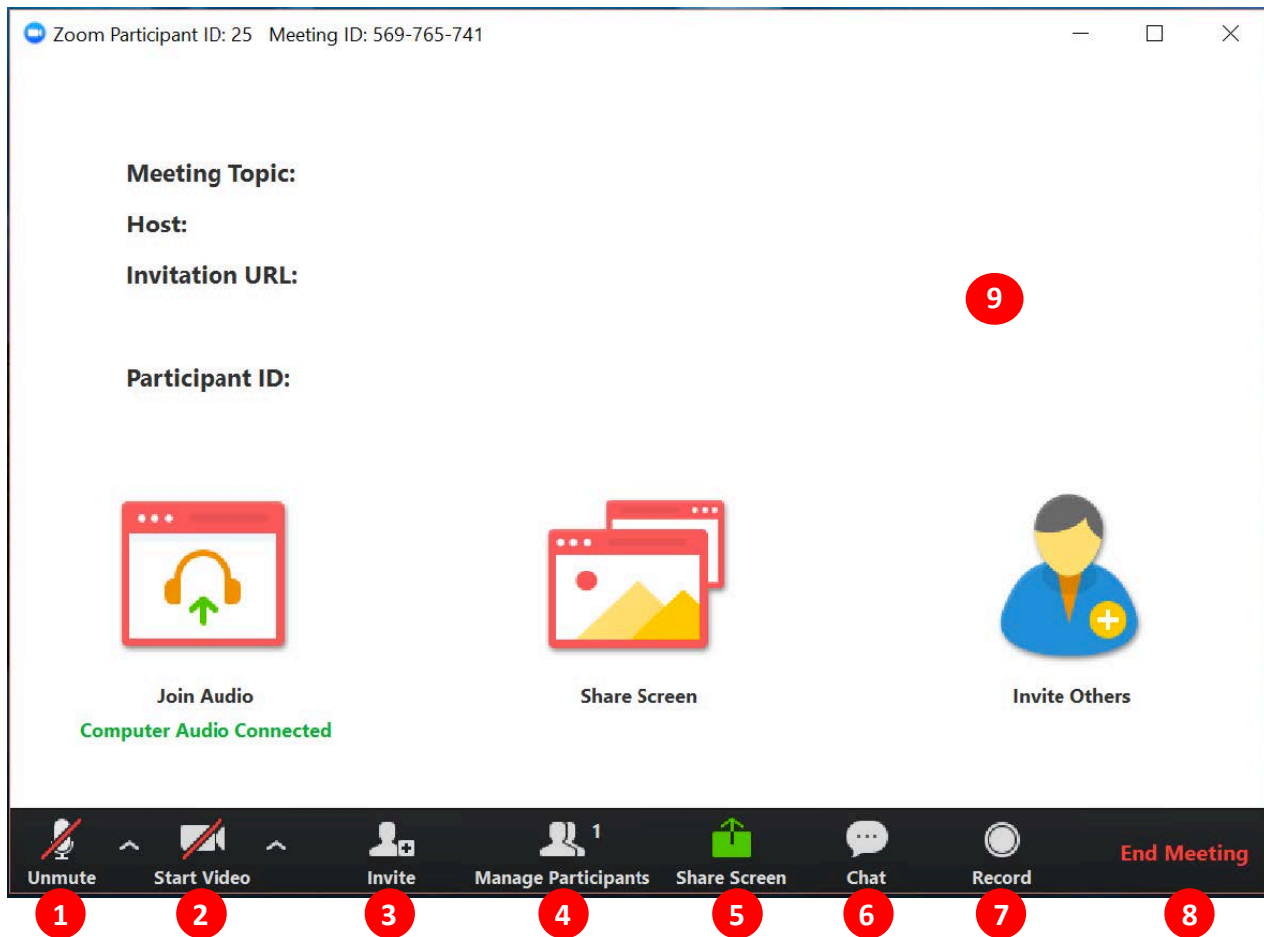 Zoom Participant ID: 25 Meeting ID: 569-765-741
Meeting Topic:
Host:
Invitation URL:
9
Participant ID:
Join Audio
Computer Audio Connected
Share Screen
Invite Others
1
Unmute
Start Video
Invite
Manage Participants
Share Screen
Chat
Record
End Meeting
1
2
3
4
5
6
7
8